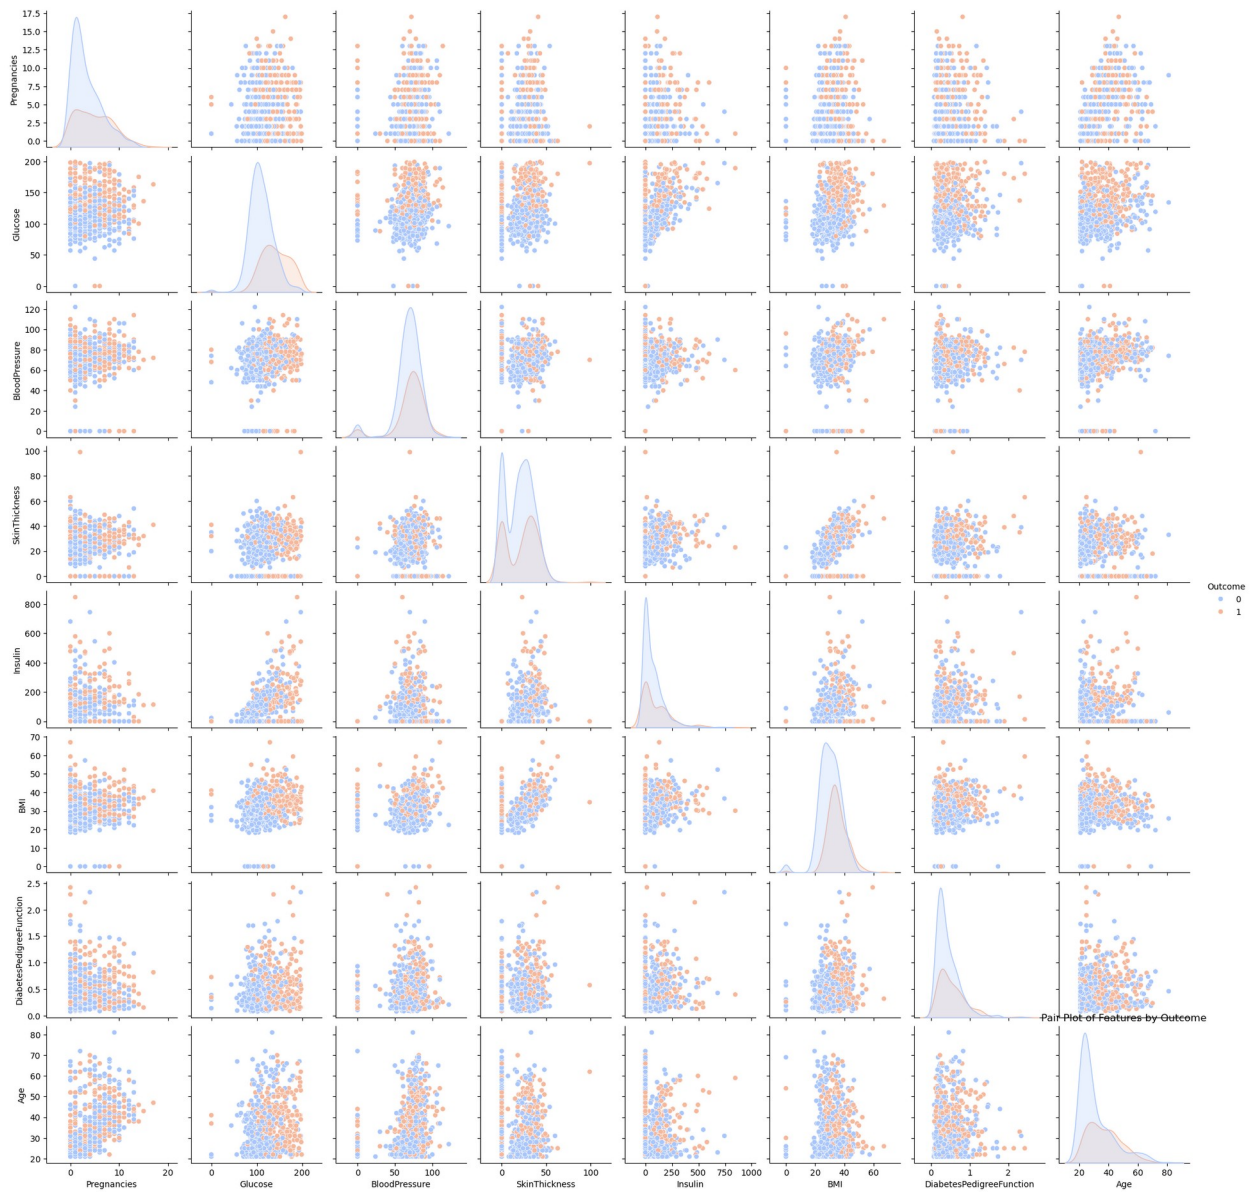 17.5
15.0
12.5
10.0
7.5
5.0
2.5
0.0
Pregnancies
200
150
100
50
0
Glucose
120
100
80
60
40
20
0
BloodPressure
100
80
60
40
20
0
SkinThickness
Outcome
0
1
800
600
400
200
0
Insulin
70
60
50
40
30
20
10
0
BMI
2.5
2.0
1.5
1.0
0.5
0.0
DiabetesPedigreeFunction
Pair Plot of Features by Outcome
80
70
60
50
40
30
20
Age
0 10 20
0 100 200
0 50 100
0 50 100
0 250 500 750 1000
0 20 40 60
0 1 2
20 40 60 80
Pregnancies Glucose BloodPressure SkinThickness Insulin BMI DiabetesPedigreeFunction Age